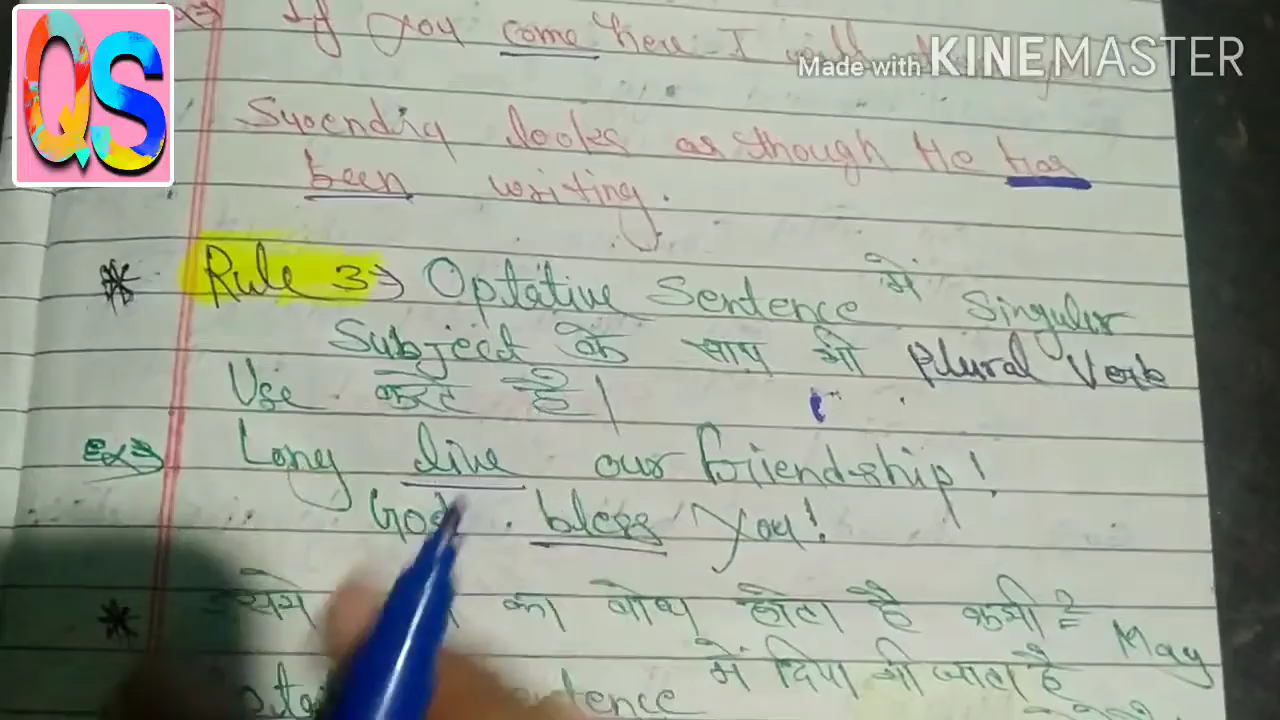 QS
If you come here I will
Made with KINEMASTER
Surendra looks as though He has
been writing.
* Rule 3⇒ Optative Sentence में Singular
Subject के साथ भी plural Verb
Use करते है।
Ex⇒ Long live our friendship!
God bless you!
* का बोध होता है कभी २ May
में दिया भी जाता है